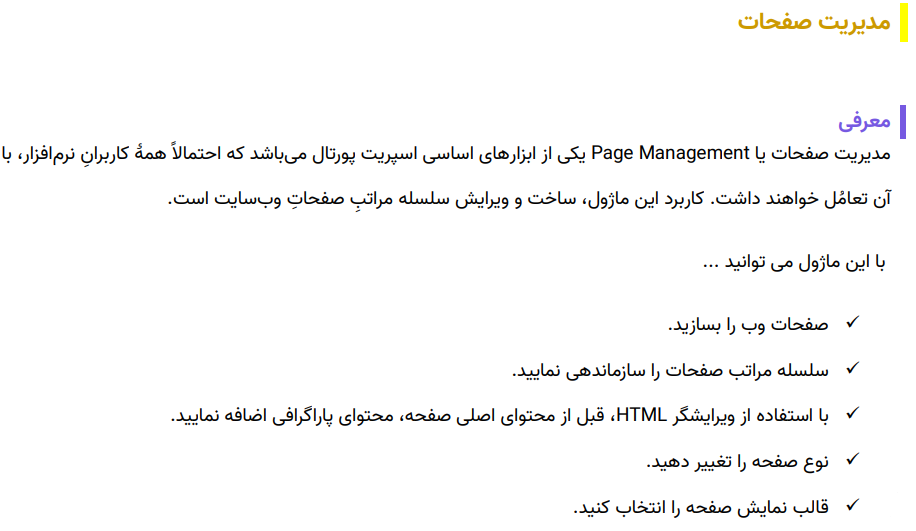 مدیریت صفحات
معرفی
مدیریت صفحات یا Page Management یکی از ابزارهای اساسی اسپریت پورتال می‌باشد که احتمالاً همهٔ کاربرانِ نرم‌افزار، با
آن تعامُل خواهند داشت. کاربرد این ماژول، ساخت و ویرایش سلسله مراتبِ صفحاتِ وب‌سایت است.
با این ماژول می توانید ...
✓ صفحات وب را بسازید.
✓ سلسله مراتب صفحات را سازماندهی نمایید.
✓ با استفاده از ویرایشگر HTML، قبل از محتوای اصلی صفحه، محتوای پاراگرافی اضافه نمایید.
✓ نوع صفحه را تغییر دهید.
✓ قالب نمایش صفحه را انتخاب کنید.